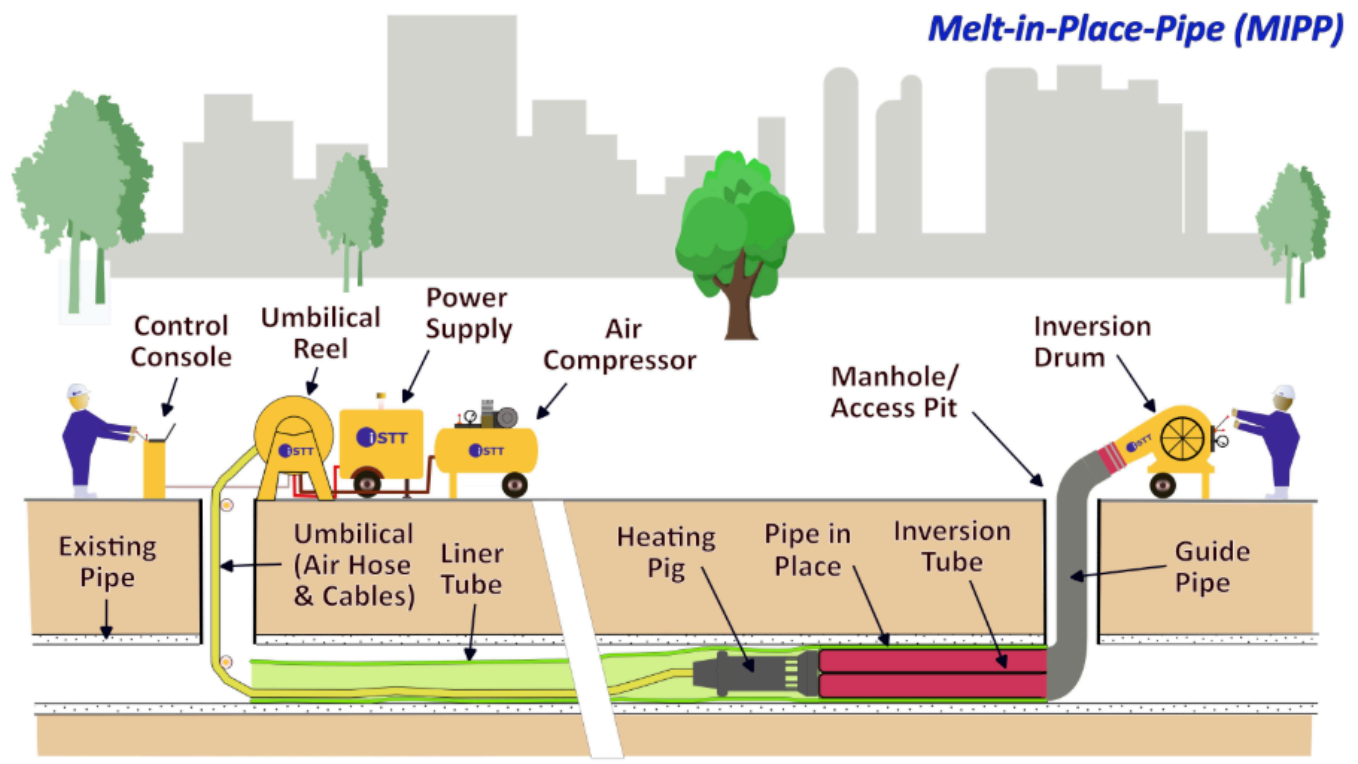 Melt-in-Place-Pipe (MIPP)
Control
Console
Umbilical
Reel
Power
Supply
Air
Compressor
Manhole/
Access Pit
Inversion
Drum
iSTT
iSTT
iSTT
iSTT
Existing
Pipe
Umbilical
(Air Hose
& Cables)
Liner
Tube
Heating
Pig
Pipe in
Place
Inversion
Tube
Guide
Pipe